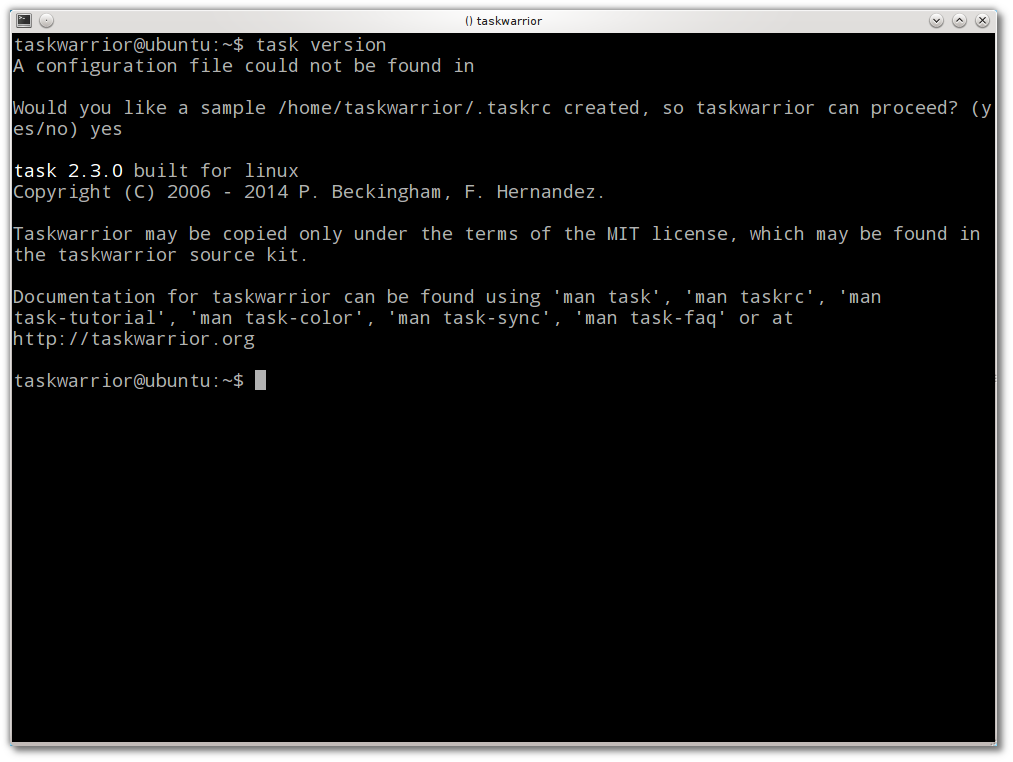 () taskwarrior
taskwarrior@ubuntu:~$ task version
A configuration file could not be found in
Would you like a sample /home/taskwarrior/.taskrc created, so taskwarrior can proceed? (y
es/no) yes
task 2.3.0 built for linux
Copyright (C) 2006 - 2014 P. Beckingham, F. Hernandez.
Taskwarrior may be copied only under the terms of the MIT license, which may be found in
the taskwarrior source kit.
Documentation for taskwarrior can be found using 'man task', 'man taskrc', 'man
task-tutorial', 'man task-color', 'man task-sync', 'man task-faq' or at
http://taskwarrior.org
taskwarrior@ubuntu:~$